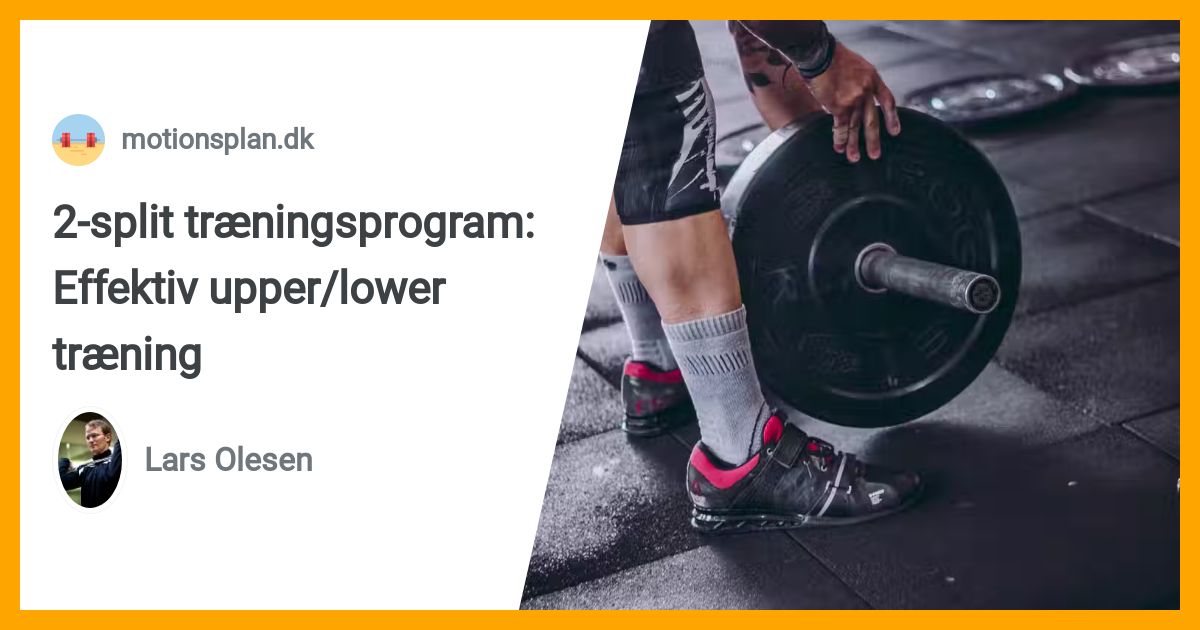 motionsplan.dk
2-split træningsprogram:
Effektiv upper/lower
træning
Lars Olesen